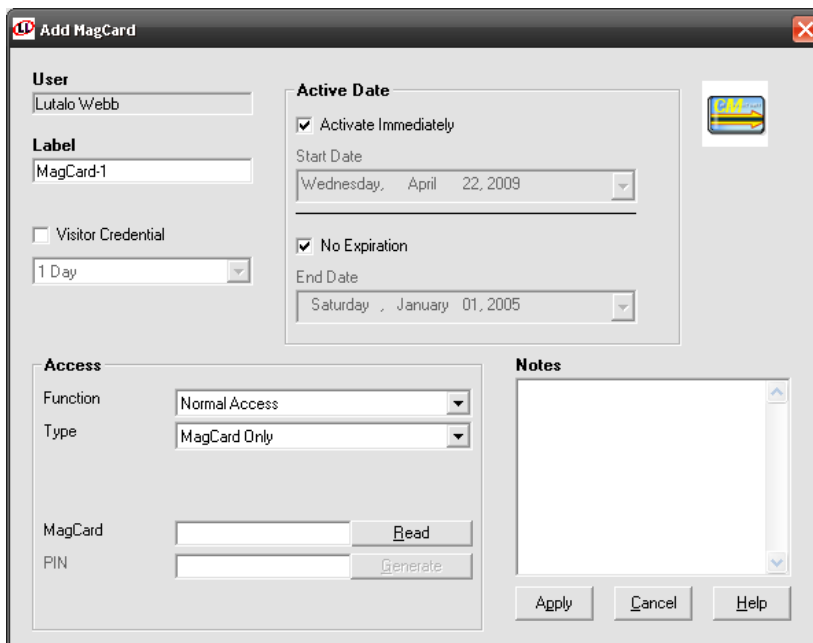 Add MagCard
User
Lutalo Webb
Label
MagCard-1
Visitor Credential
1 Day
Active Date
Activate Immediately
Start Date
Wednesday, April 22, 2009
No Expiration
End Date
Saturday , January 01, 2005
Access
Function
Normal Access
Type
MagCard Only
MagCard
Read
PIN
Generate
Notes
Apply
Cancel
Help